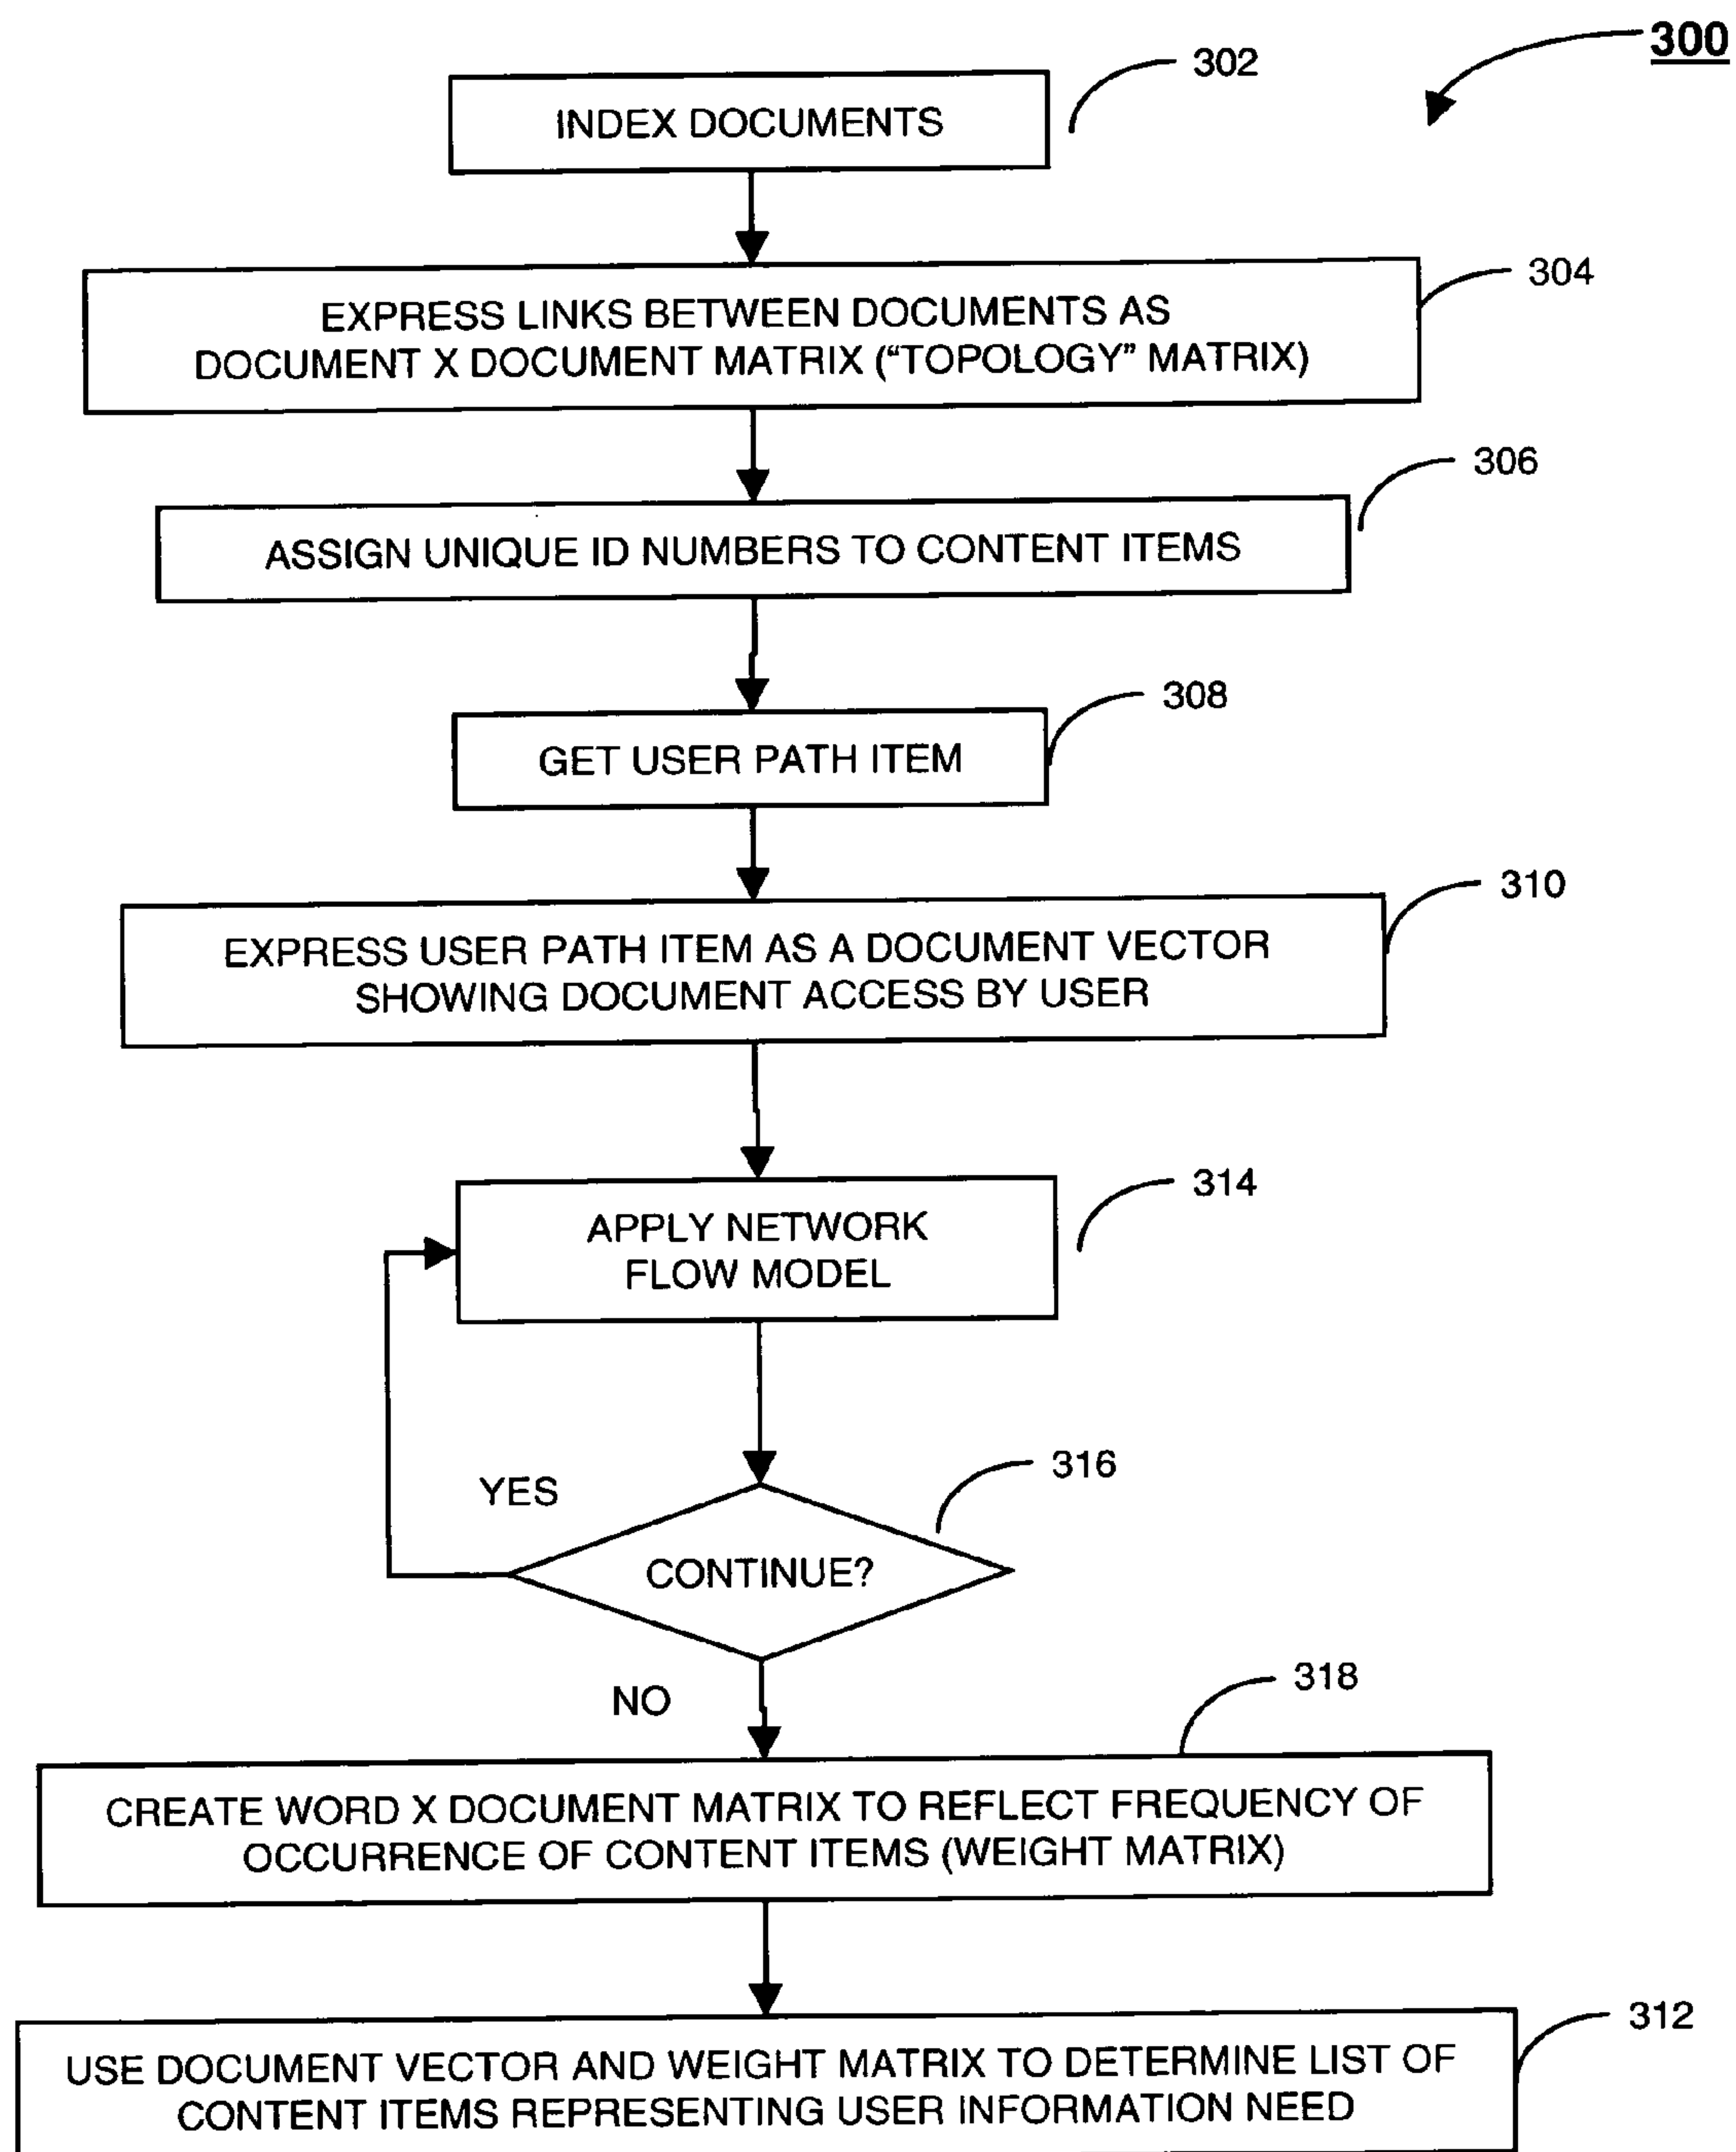 300
302
INDEX DOCUMENTS
304
EXPRESS LINKS BETWEEN DOCUMENTS AS
DOCUMENT X DOCUMENT MATRIX (“TOPOLOGY” MATRIX)
306
ASSIGN UNIQUE ID NUMBERS TO CONTENT ITEMS
308
GET USER PATH ITEM
310
EXPRESS USER PATH ITEM AS A DOCUMENT VECTOR
SHOWING DOCUMENT ACCESS BY USER
314
APPLY NETWORK
FLOW MODEL
316
YES
CONTINUE?
NO
318
CREATE WORD X DOCUMENT MATRIX TO REFLECT FREQUENCY OF
OCCURRENCE OF CONTENT ITEMS (WEIGHT MATRIX)
312
USE DOCUMENT VECTOR AND WEIGHT MATRIX TO DETERMINE LIST OF
CONTENT ITEMS REPRESENTING USER INFORMATION NEED